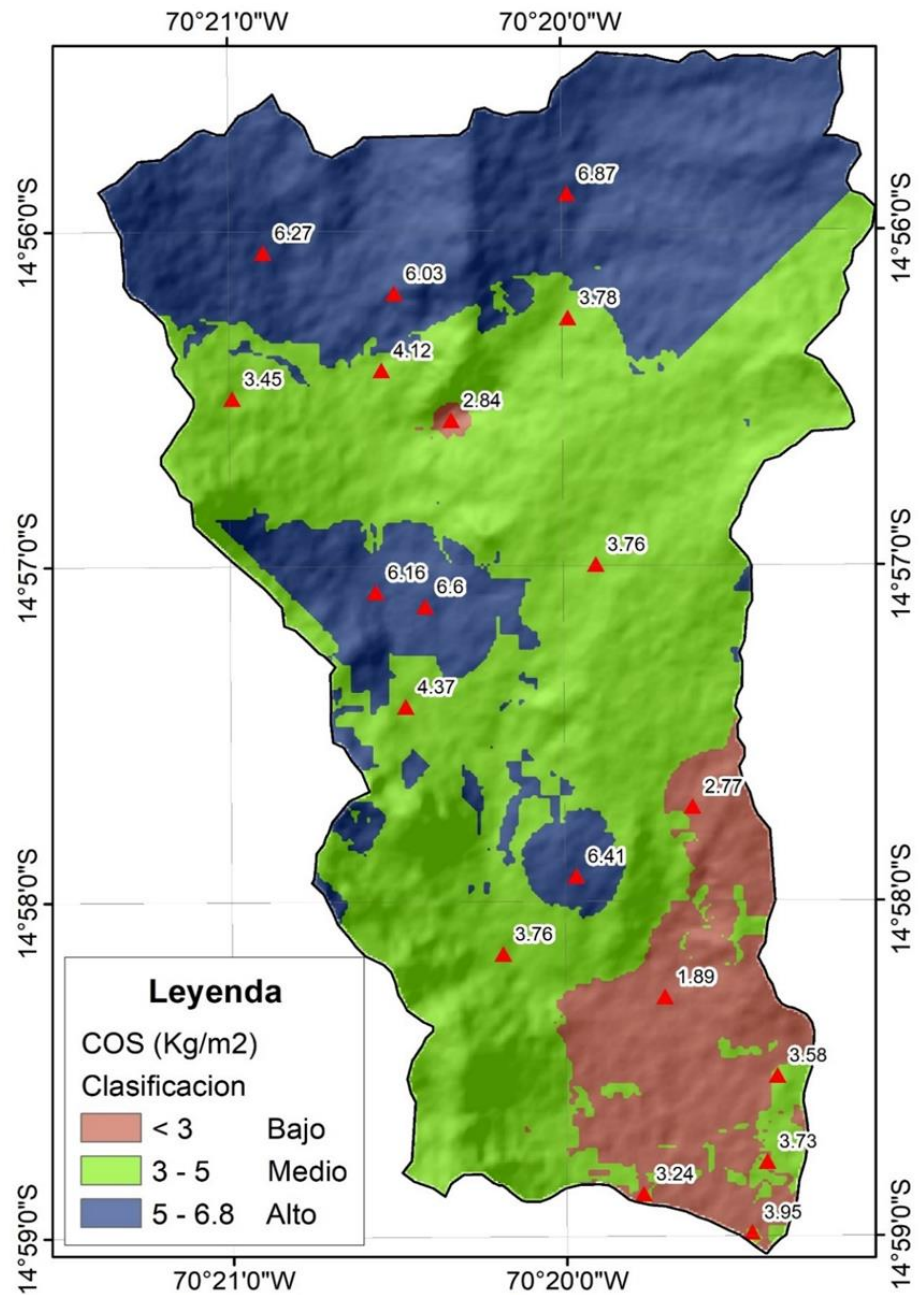 70°21'0"W 70°20'0"W
14°56'0"S 14°56'0"S
6.87
6.27
6.03
3.78
4.12
3.45
2.84
14°57'0"S 14°57'0"S
3.76
6.16
6.6
4.37
2.77
6.41
14°58'0"S 14°58'0"S
3.76
1.89
3.58
3.73
3.24
3.95
Leyenda
COS (Kg/m2)
Clasificacion
< 3 Bajo
3 - 5 Medio
5 - 6.8 Alto
14°59'0"S 14°59'0"S
70°21'0"W 70°20'0"W